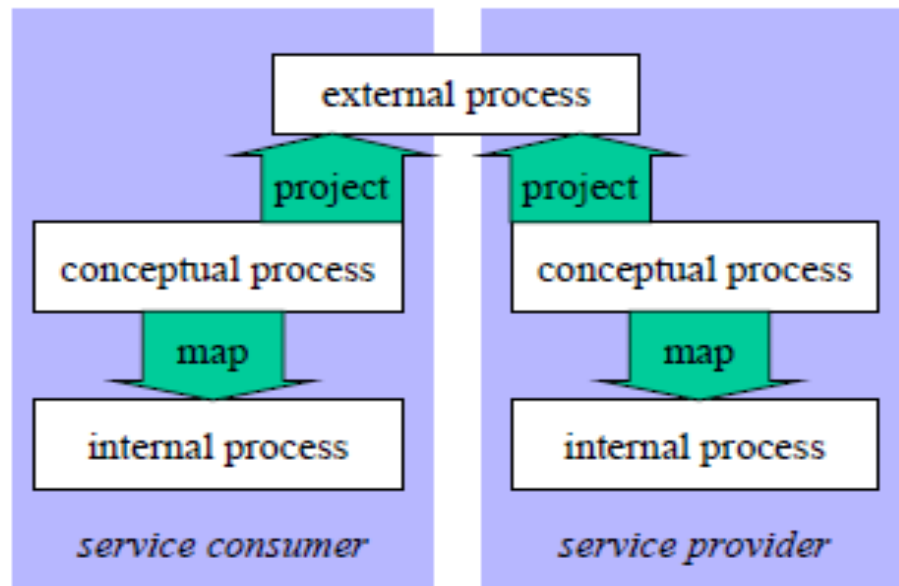 external process
project
project
conceptual process
conceptual process
map
map
internal process
internal process
service consumer
service provider